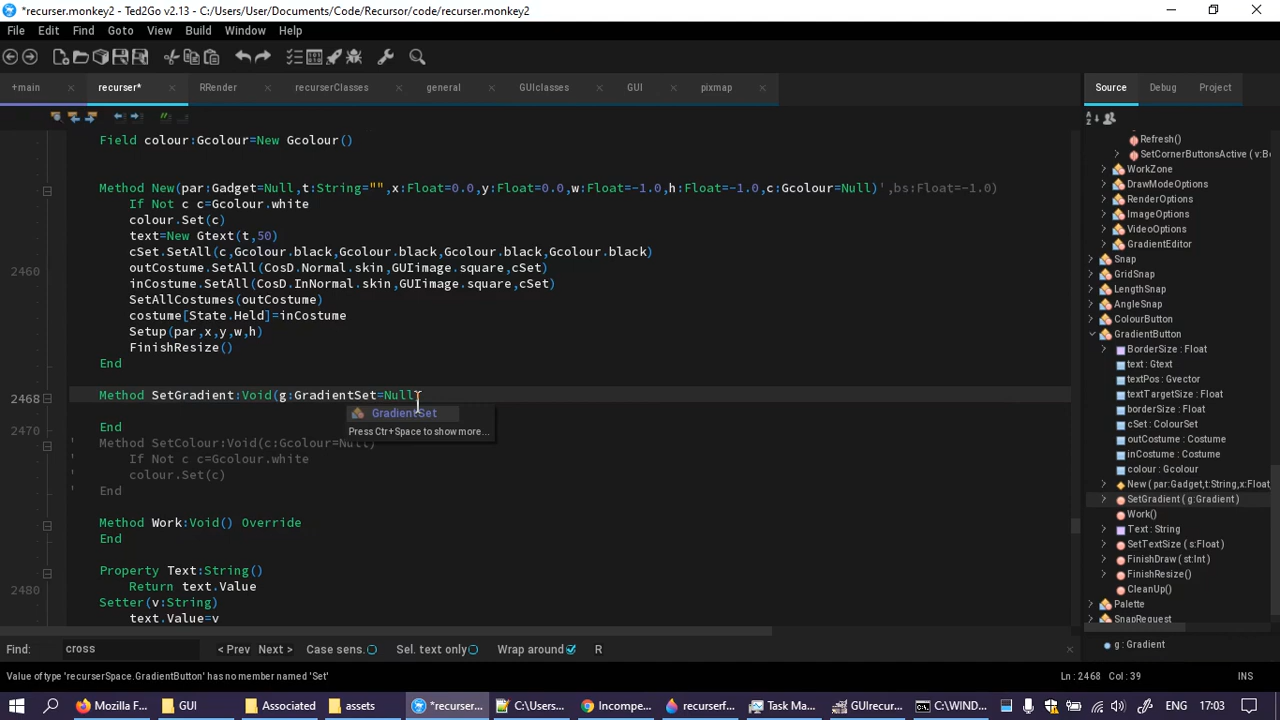 *recurser.monkey2 - Ted2Go v2.13 - C:/Users/User/Documents/Code/Recursor/code/recurser.monkey2
File Edit Find View Build Window Help
+main recurser* RRender recurserClasses general GUIclasses GUI pixmap Source Debug Project
Field colour:Gcolour=New Gcolour()
Method New(par:Gadget=Null,t:String="",x:Float=0.0,y:Float=0.0,w:Float=-1.0,h:Float=-1.0,c:Gcolour=Null)',bs:Float=-1.0)
If Not c c=Gcolour.white
colour.Set(c)
text=New Gtext(t,50)
cSet.SetAll(c,Gcolour.black,Gcolour.black,Gcolour.black,Gcolour.black)
2460 outCostume.SetAll(CosD.Normal.skin,GUIimage.square,cSet)
inCostume.SetAll(CosD.InNormal.skin,GUIimage.square,cSet)
SetAllCostumes(outCostume)
costume[State.Held]=inCostume
Setup(par,x,y,w,h)
FinishResize()
End
2468 Method SetGradient:Void(g:GradientSet=Null)
GradientSet
Press Ctrl+Space to show more...
2470 End
' Method SetColour:Void(c:Gcolour=Null)
' If Not c c=Gcolour.white
' colour.Set(c)
' End
Method Work:Void() Override
End
Property Text:String()
2480 Return text.Value
Setter(v:String)
text.Value=v
Refresh()
SetCornerButtonsActive ( v:Bo
WorkZone
DrawModeOptions
RenderOptions
ImageOptions
VideoOptions
GradientEditor
Snap
GridSnap
LengthSnap
AngleSnap
ColourButton
GradientButton
BorderSize : Float
text : Gtext
textPos : Gvector
textTargetSize : Float
borderSize : Float
cSet : ColourSet
outCostume : Costume
inCostume : Costume
colour : Gcolour
New ( par:Gadget,t:String,x:Float,
SetGradient ( g:Gradient )
Work()
Text : String
SetTextSize ( s:Float )
FinishDraw ( st:Int )
FinishResize()
CleanUp()
Palette
SnapRequest
g : Gradient
Find: cross < Prev Next > Case sens. Sel. text only Wrap around R
Value of type 'recurserSpace.GradientButton' has no member named 'Set' Ln : 2468 Col : 39 INS
Mozilla F... GUI Associated assets *recurser.... C:\Users... Incompe... recurserf... Task Ma... GUIrecur... C:\WIND... 17:03